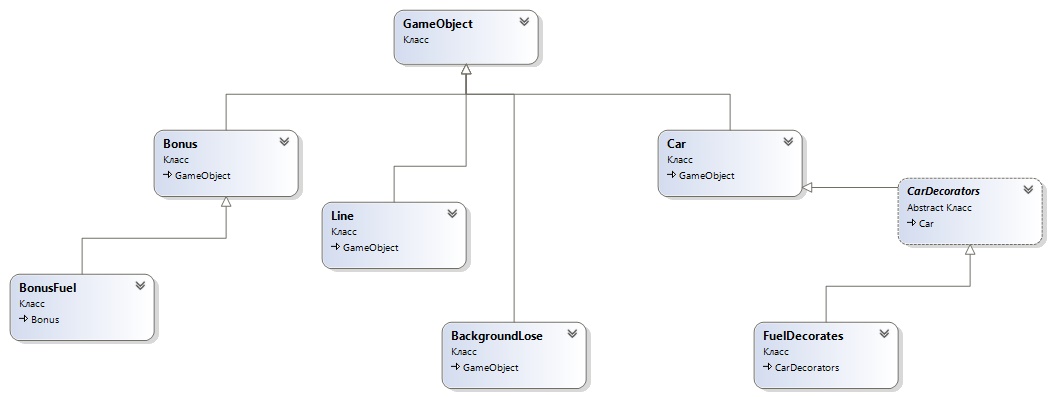 GameObject
Класс
Bonus
Класс
GameObject
Car
Класс
GameObject
CarDecorators
Abstract Класс
Car
Line
Класс
GameObject
BonusFuel
Класс
Bonus
BackgroundLose
Класс
GameObject
FuelDecorates
Класс
CarDecorators